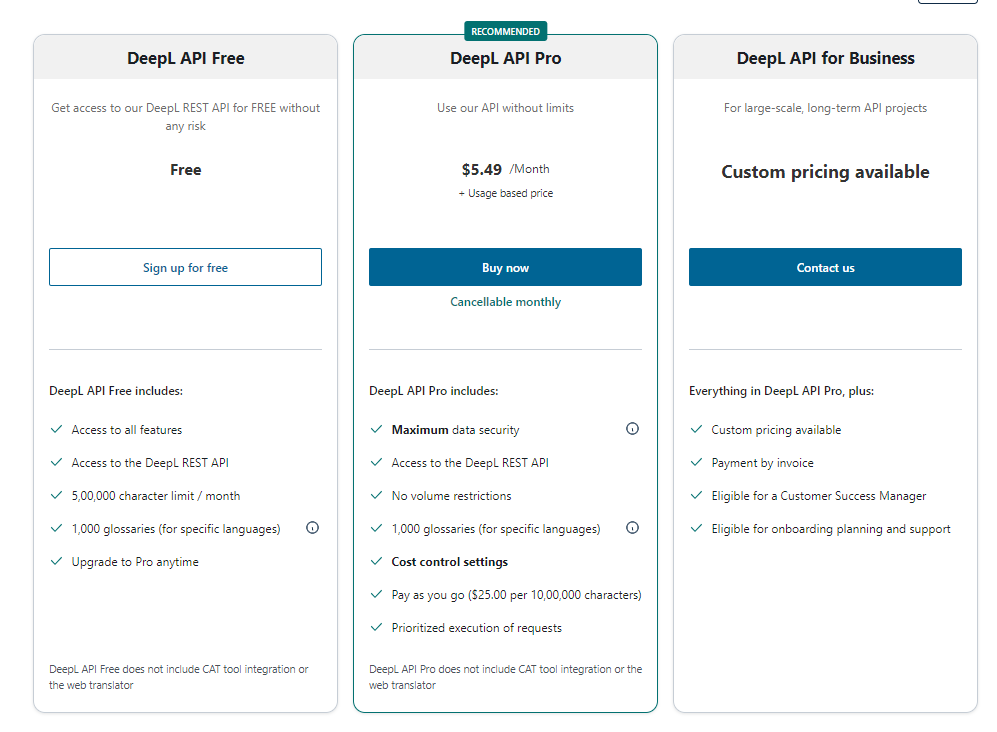 DeepL API Free
Get access to our DeepL REST API for FREE without
any risk
Free
Sign up for free
DeepL API Free includes:
Access to all features
Access to the DeepL REST API
5,00,000 character limit / month
1,000 glossaries (for specific languages)
Upgrade to Pro anytime
DeepL API Free does not include CAT tool integration or
the web translator
RECOMMENDED
DeepL API Pro
Use our API without limits
$5.49 /Month
+ Usage based price
Buy now
Cancellable monthly
DeepL API Pro includes:
Maximum data security
Access to the DeepL REST API
No volume restrictions
1,000 glossaries (for specific languages)
Cost control settings
Pay as you go ($25.00 per 10,00,000 characters)
Prioritized execution of requests
DeepL API Pro does not include CAT tool integration or the
web translator
DeepL API for Business
For large-scale, long-term API projects
Custom pricing available
Contact us
Everything in DeepL API Pro, plus:
Custom pricing available
Payment by invoice
Eligible for a Customer Success Manager
Eligible for onboarding planning and support